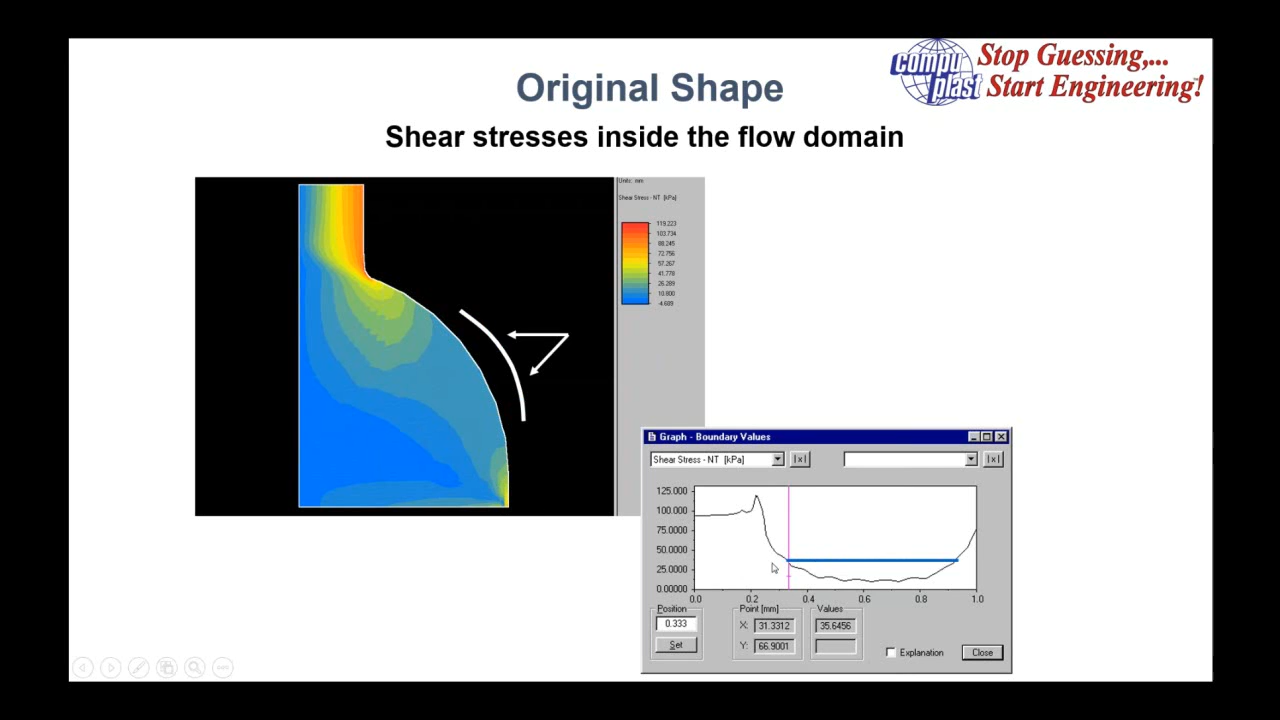 compu
plast
Stop Guessing,...
Start Engineering!
Original Shape
Shear stresses inside the flow domain
Units: mm
Shear Stress - NT [kPa]
119.223
103.734
88.245
72.756
57.267
41.778
26.289
10.800
-4.689
Graph - Boundary Values
Shear Stress - NT [kPa]
|x|
|x|
125.000
100.000
75.0000
50.0000
25.0000
0.00000
0.0 0.2 0.4 0.6 0.8 1.0
Position Point [mm] Values
0.333 X: 31.3312 35.6456
Set Y: 66.9001
Explanation Close